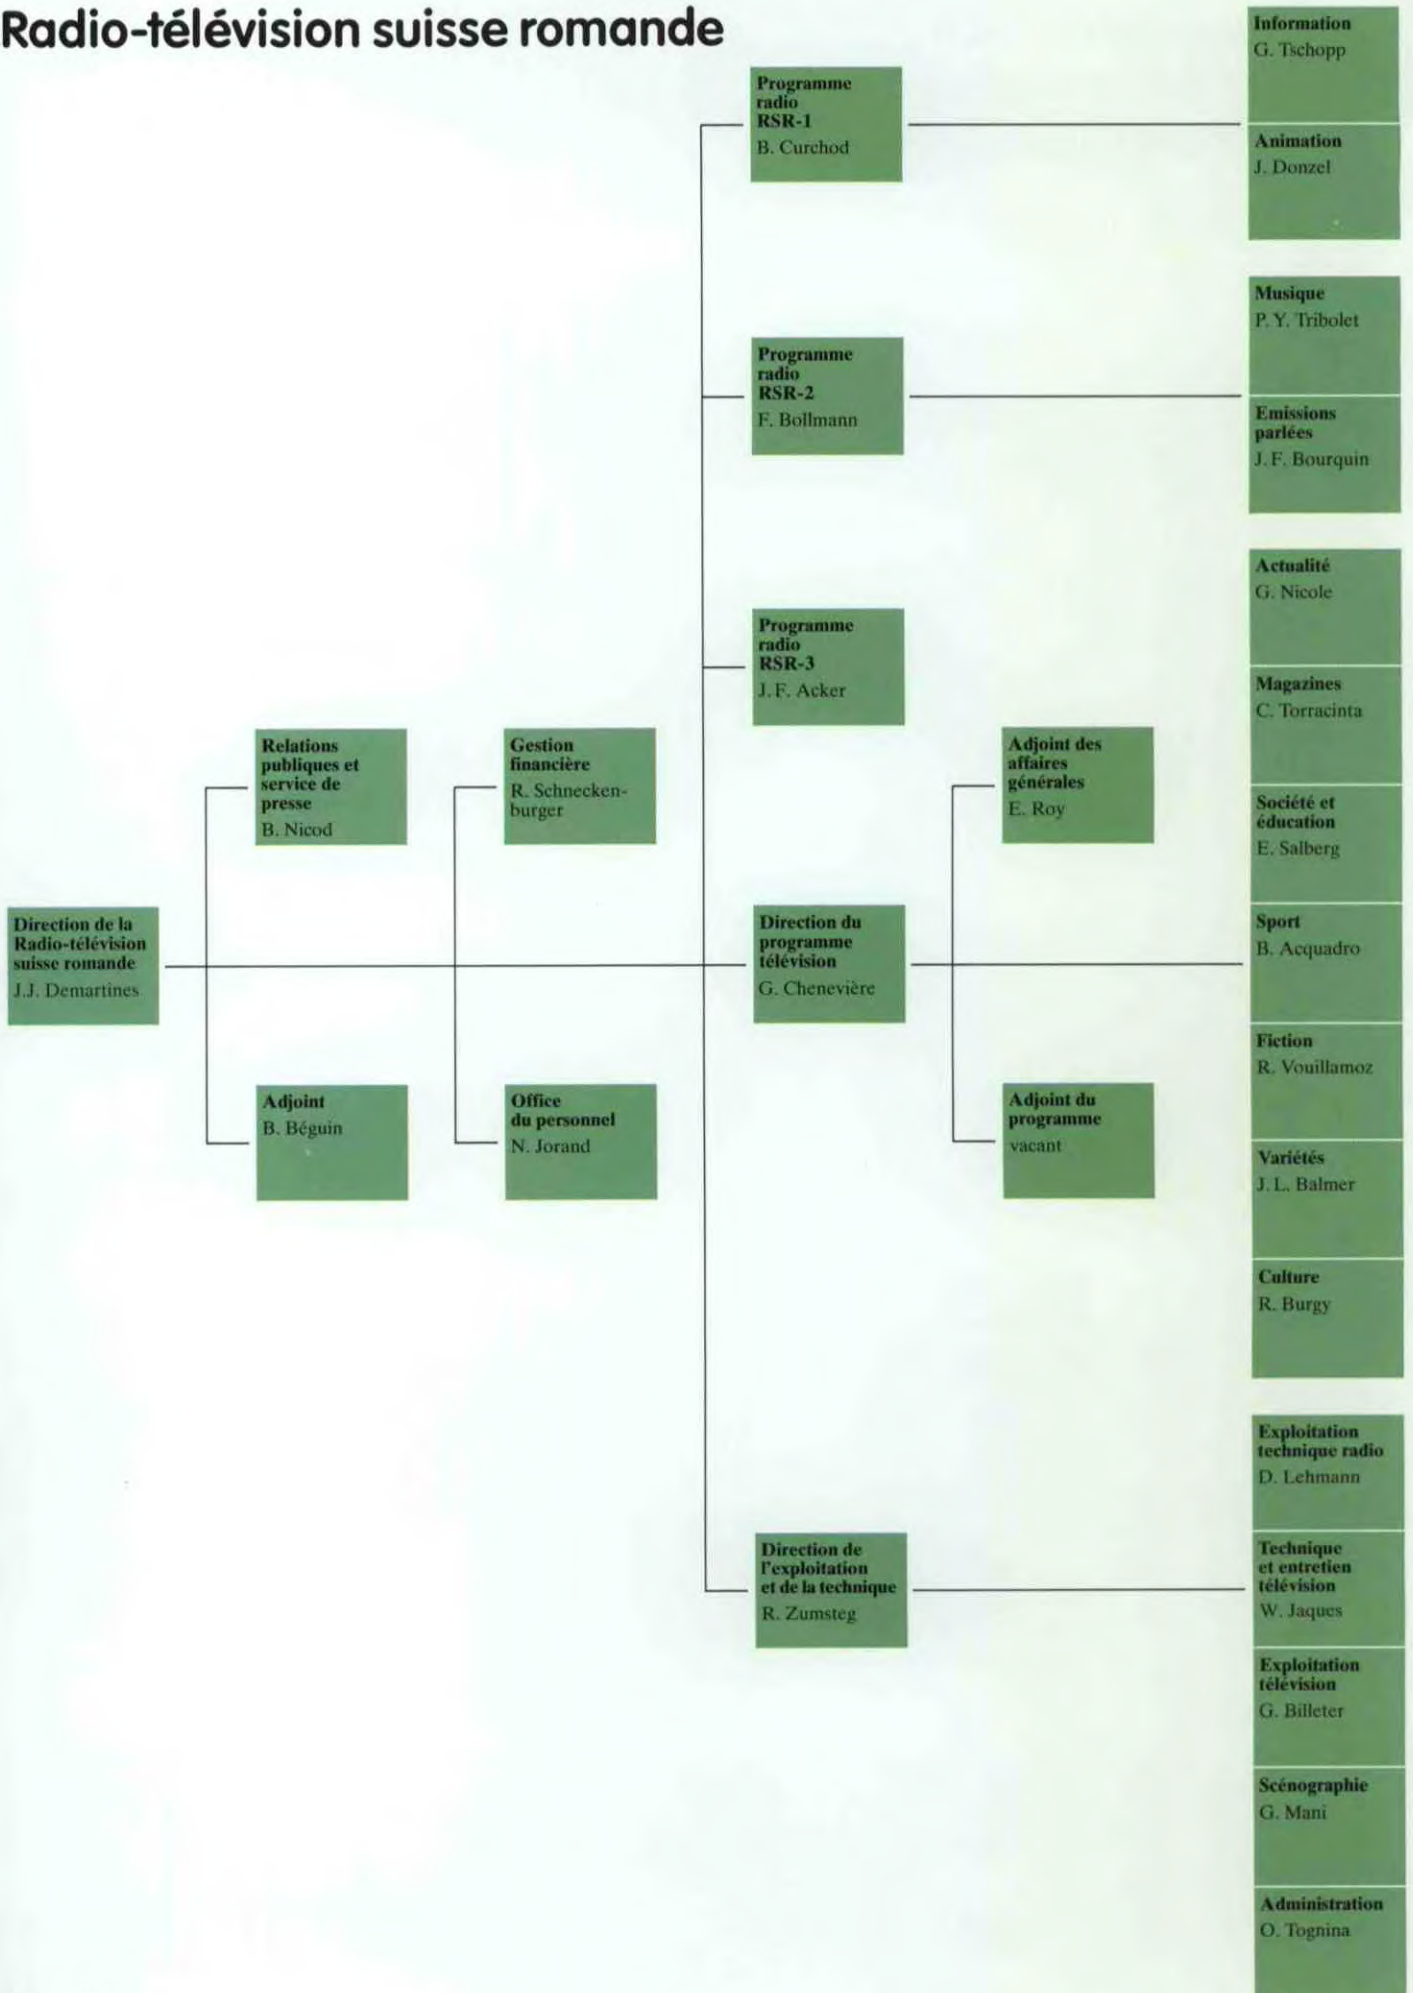 Radio-télévision suisse romande
Direction de la
Radio-télévision
suisse romande
J.J. Demartines
Relations
publiques et
service de
presse
B. Nicod
Adjoint
B. Béguin
Gestion
financière
R. Schnecken-
burger
Office
du personnel
N. Jorand
Programme
radio
RSR-1
B. Curchod
Programme
radio
RSR-2
F. Bollmann
Programme
radio
RSR-3
J. F. Acker
Direction du
programme
télévision
G. Chenevière
Direction de
l'exploitation
et de la technique
R. Zumsteg
Adjoint des
affaires
générales
E. Roy
Adjoint du
programme
vacant
Information
G. Tschopp
Animation
J. Donzel
Musique
P. Y. Tribolet
Emissions
parlées
J. F. Bourquin
Actualité
G. Nicole
Magazines
C. Torracinta
Société et
éducation
E. Salberg
Sport
B. Acquadro
Fiction
R. Vouillamoz
Variétés
J. L. Balmer
Culture
R. Burgy
Exploitation
technique radio
D. Lehmann
Technique
et entretien
télévision
W. Jaques
Exploitation
télévision
G. Billeter
Scénographie
G. Mani
Administration
O. Tognina